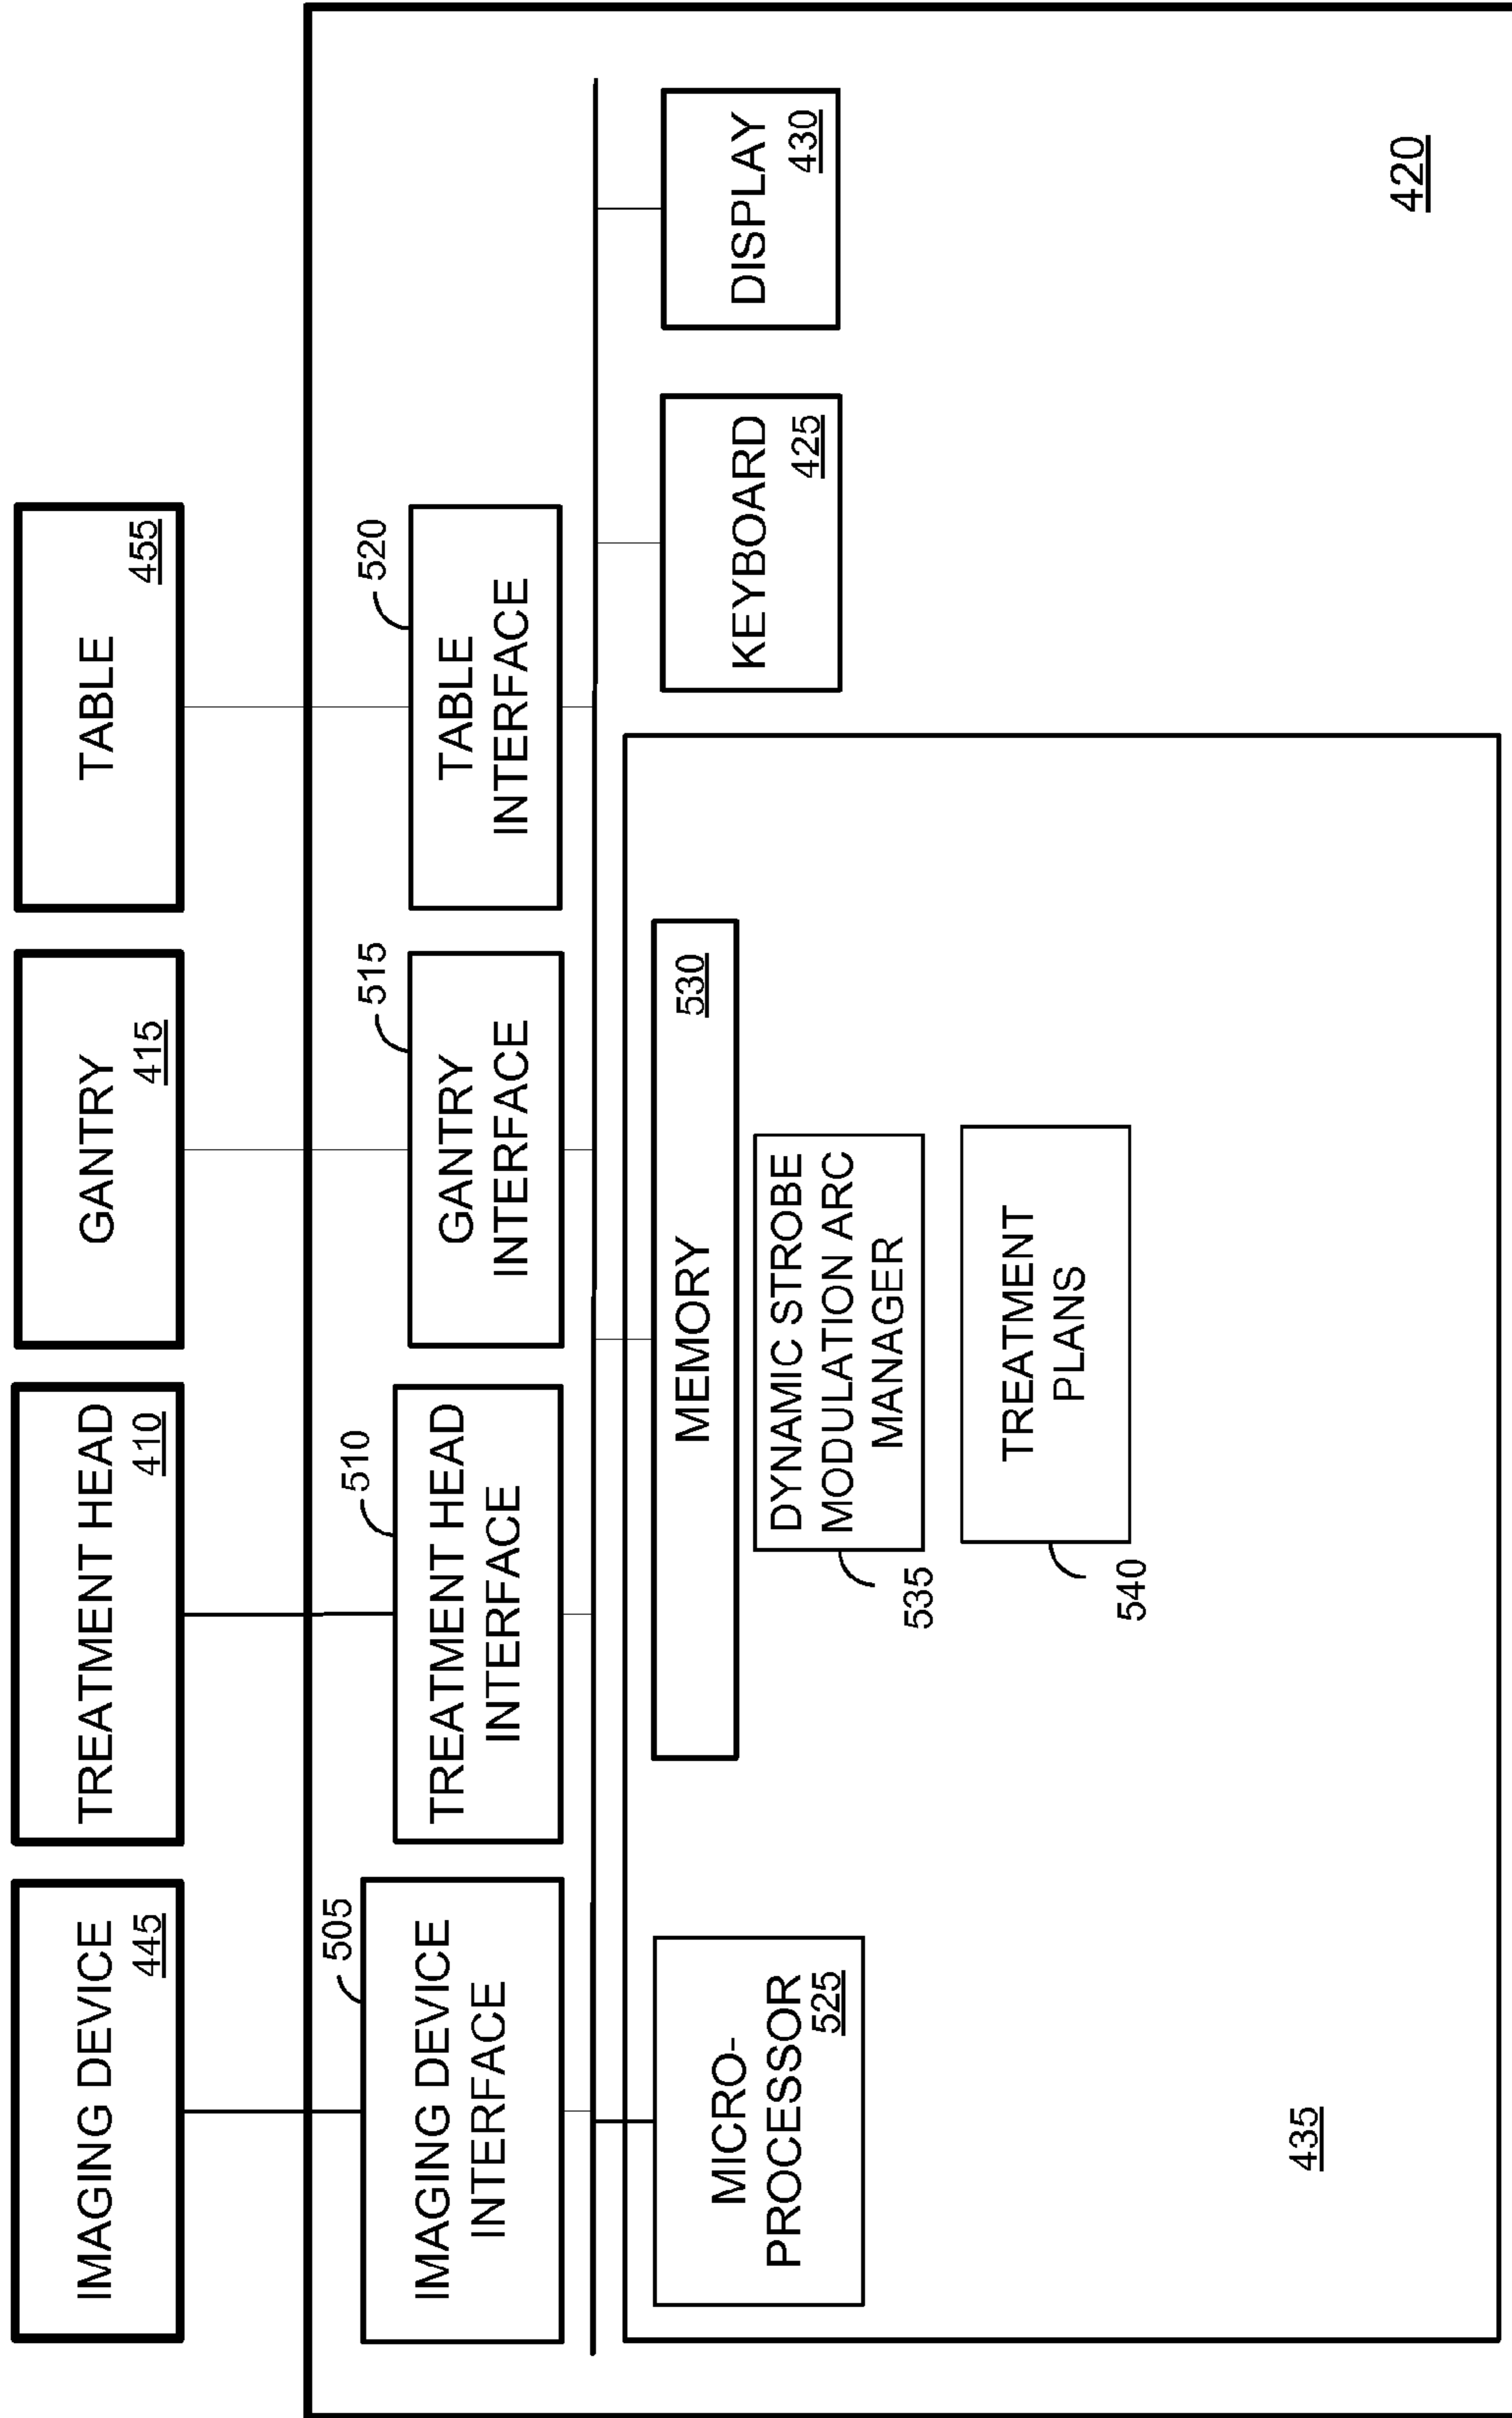 IMAGING DEVICE
445
TREATMENT HEAD
410
GANTRY
415
TABLE
455
505
510
515
520
IMAGING DEVICE
INTERFACE
TREATMENT HEAD
INTERFACE
GANTRY
INTERFACE
TABLE
INTERFACE
MICRO-
PROCESSOR
525
MEMORY
530
DYNAMIC STROBE
MODULATION ARC
MANAGER
535
TREATMENT
PLANS
540
KEYBOARD
425
DISPLAY
430
435
420